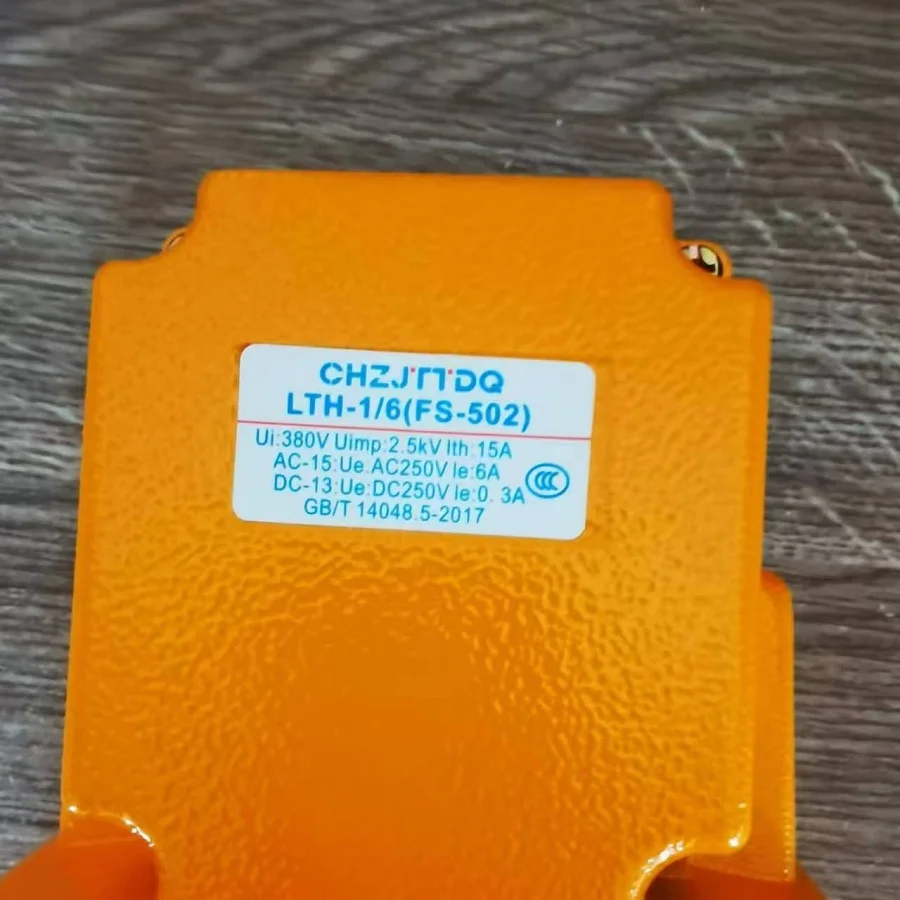 CHZJTTDQ
LTH-1/6(FS-502)
Ui:380V Uimp:2.5kV Ith:15A
AC-15:Ue.AC250V Ie:6A
DC-13:Ue:DC250V Ie:0. 3A
CCC
GB/T 14048.5-2017